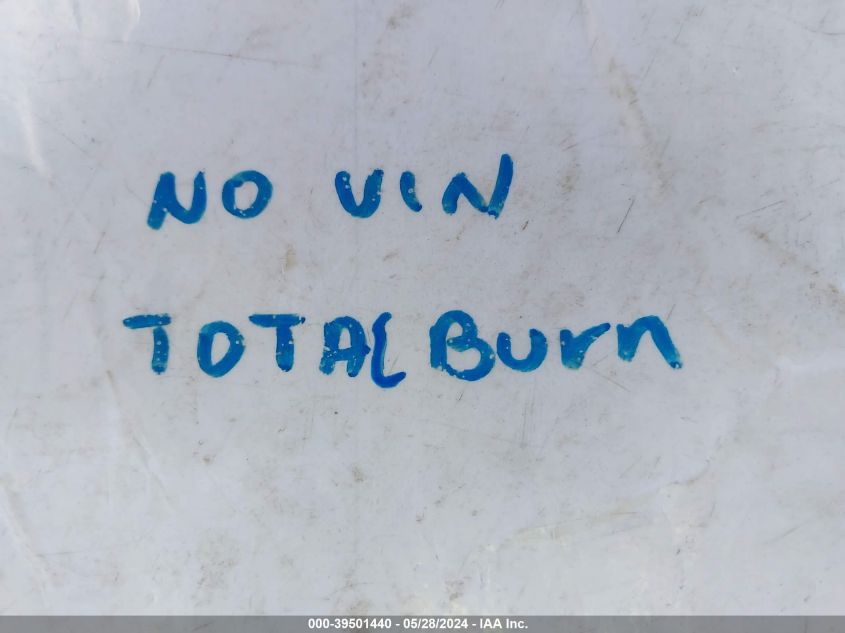 NO VIN
TOTAL BURn
000-39501440 - 05/28/2024 - IAA Inc.